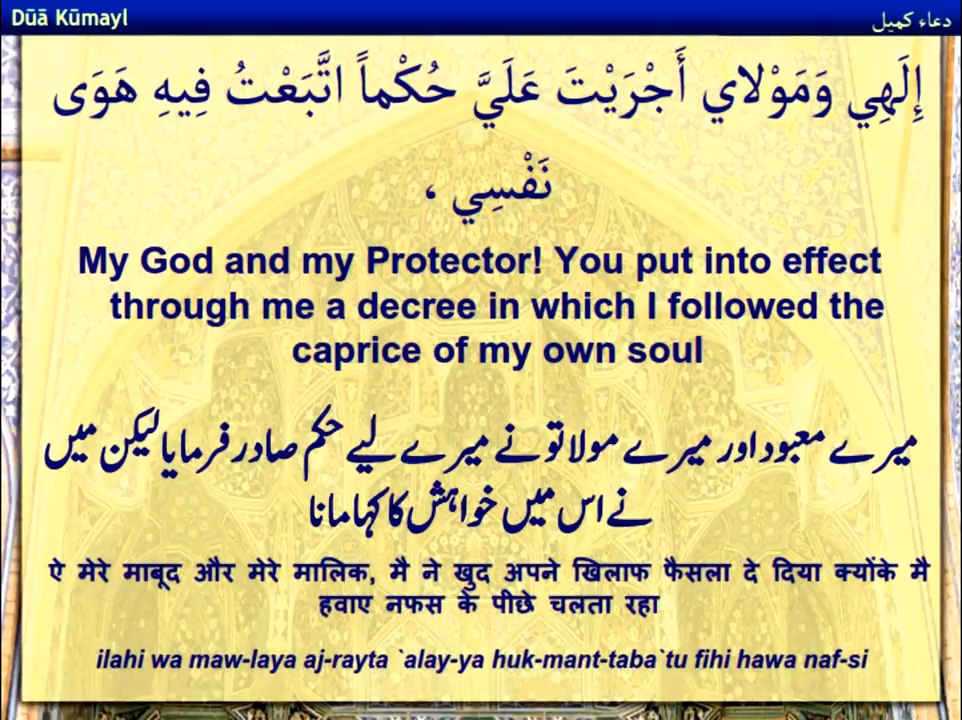 Dūā Kūmayl
دعاء كميل
إِلَهِي وَمَوْلاي أَجْرَيْتَ عَلَيَّ حُكْماً اتَّبَعْتُ فِيهِ هَوَى
نَفْسِي ،
My God and my Protector! You put into effect
through me a decree in which I followed the
caprice of my own soul
میرے معبود اور میرے مولا تو نے میرے لیے حکم صادر فرمایا لیکن میں
نے اس میں خواہش کا کہا مانا
ऐ मेरे माबूद और मेरे मालिक, मै ने खुद अपने खिलाफ फैसला दे दिया क्योंके मै
हवाए नफस के पीछे चलता रहा
ilahi wa maw-laya aj-rayta `alay-ya huk-mant-taba`tu fihi hawa naf-si